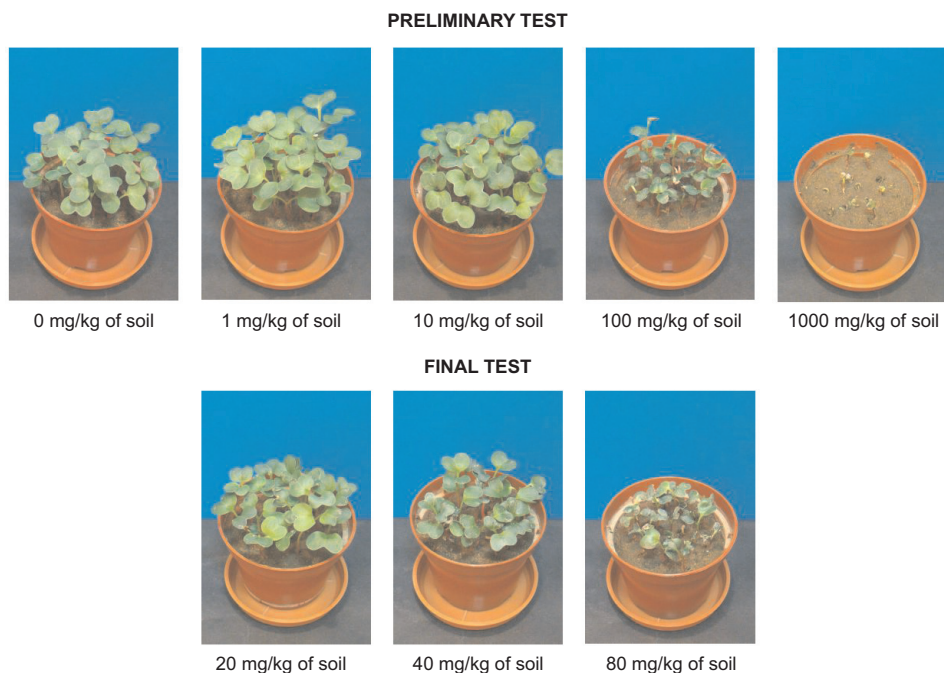 PRELIMINARY TEST
0 mg/kg of soil
1 mg/kg of soil
10 mg/kg of soil
100 mg/kg of soil
1000 mg/kg of soil
FINAL TEST
20 mg/kg of soil
40 mg/kg of soil
80 mg/kg of soil